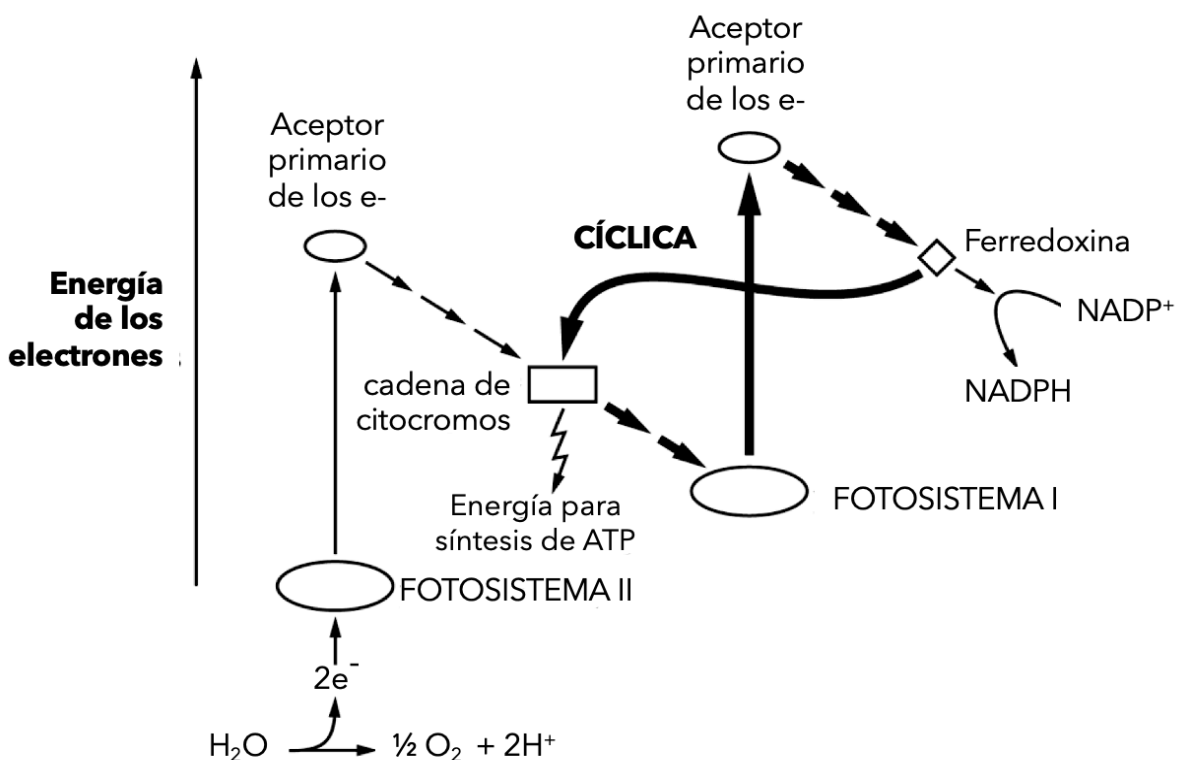 Aceptor
primario
de los e-
Aceptor
primario
de los e-
CÍCLICA
Ferredoxina
Energía
de los
electrones
NADP⁺
NADPH
cadena de
citocromos
Energía para
síntesis de ATP
FOTOSISTEMA I
FOTOSISTEMA II
2e⁻
H₂O
½ O₂ + 2H⁺